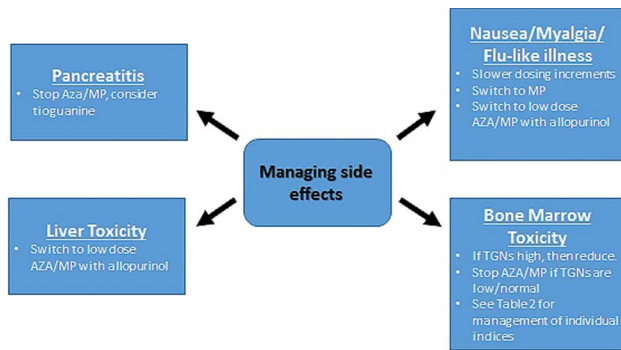 Pancreatitis
• Stop Aza/MP, consider
tioguanine
Nausea/Myalgia/
Flu-like illness
• Slower dosing increments
• Switch to MP
• Switch to low dose
AZA/MP with allopurinol
Managing side
effects
Liver Toxicity
• Switch to low dose
AZA/MP with allopurinol
Bone Marrow
Toxicity
• If TGNs high, then reduce.
• Stop AZA/MP if TGNs are
low/normal
• See Table 2 for
management of individual
indices